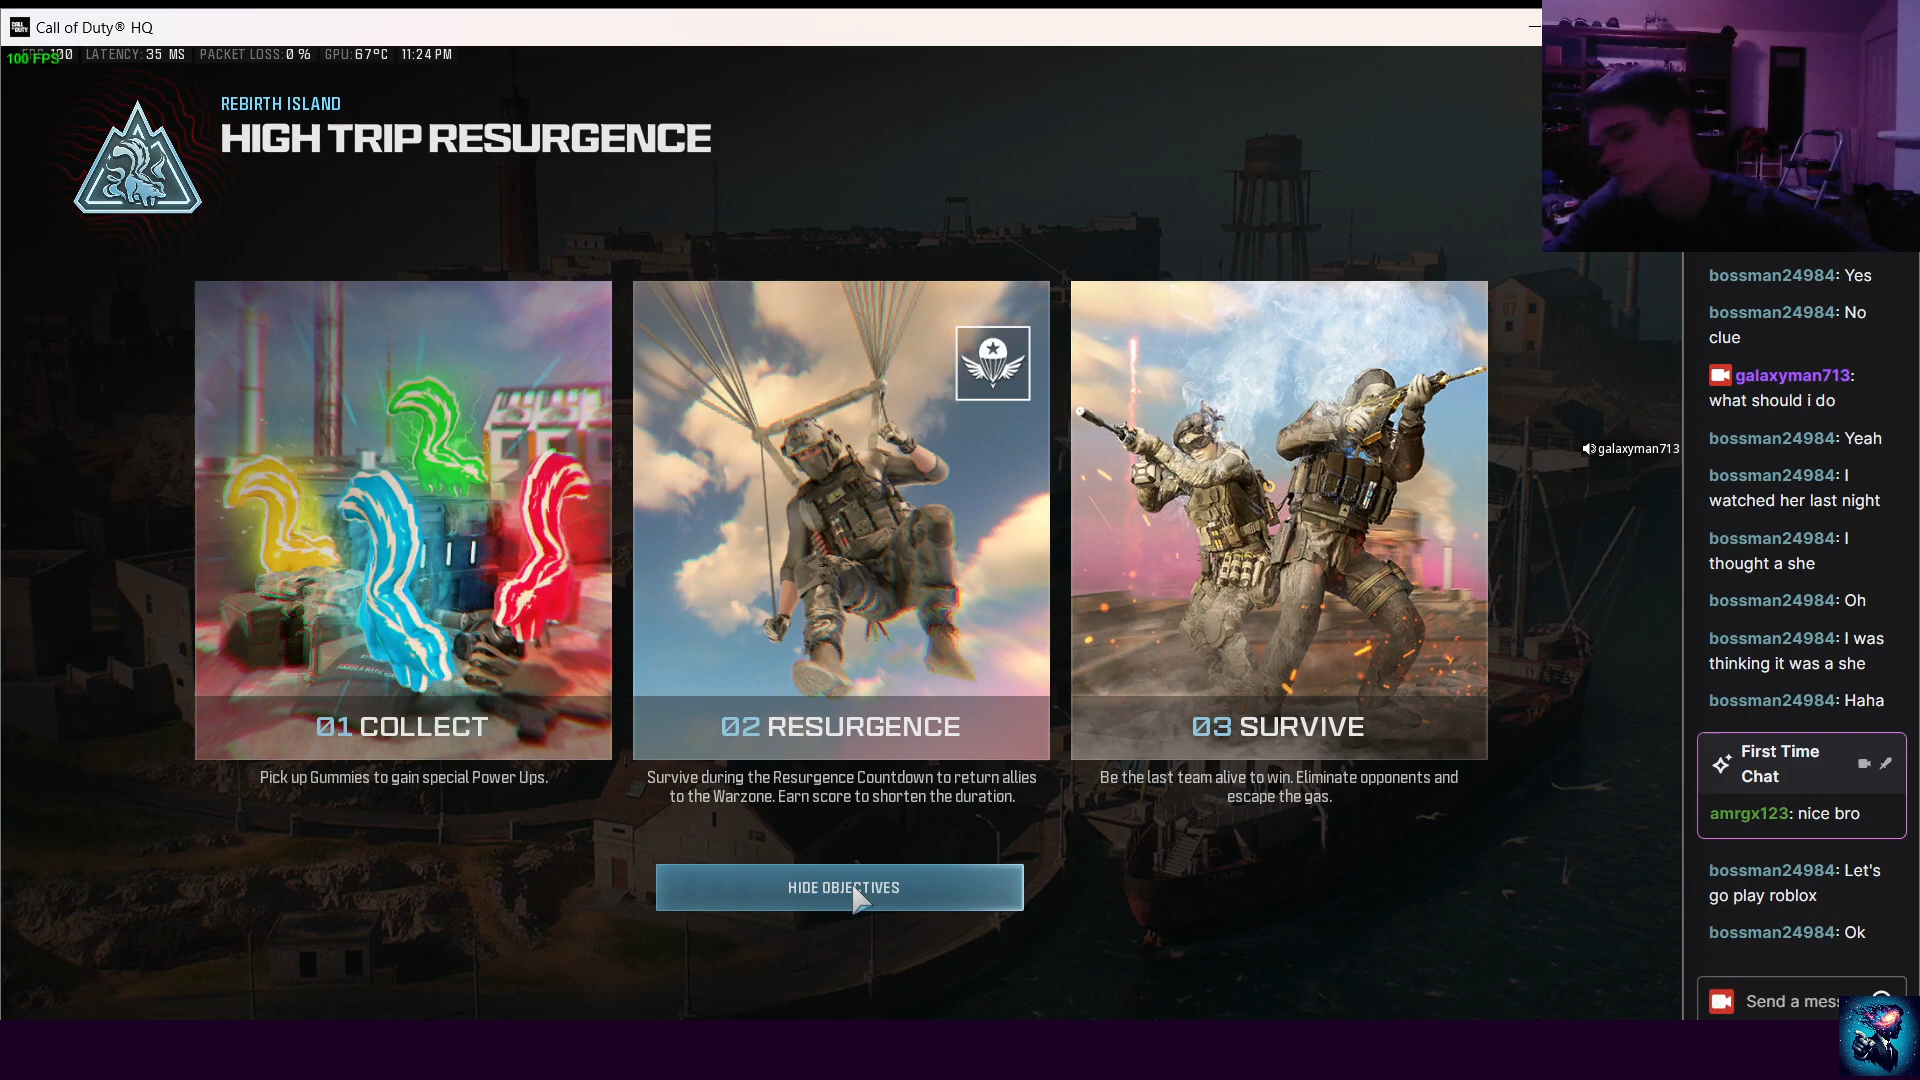 Call of Duty® HQ
100 FPS
LATENCY: 35 MS PACKET LOSS: 0 % GPU: 67°C 11:24 PM
REBIRTH ISLAND
HIGH TRIP RESURGENCE
01 COLLECT
Pick up Gummies to gain special Power Ups.
02 RESURGENCE
Survive during the Resurgence Countdown to return allies
to the Warzone. Earn score to shorten the duration.
03 SURVIVE
Be the last team alive to win. Eliminate opponents and
escape the gas.
HIDE OBJECTIVES
galaxyman713
bossman24984: Yes
bossman24984: No
clue
galaxyman713:
what should i do
bossman24984: Yeah
bossman24984: I
watched her last night
bossman24984: I
thought a she
bossman24984: Oh
bossman24984: I was
thinking it was a she
bossman24984: Haha
First Time
Chat
amrgx123: nice bro
bossman24984: Let's
go play roblox
bossman24984: Ok
Send a mess